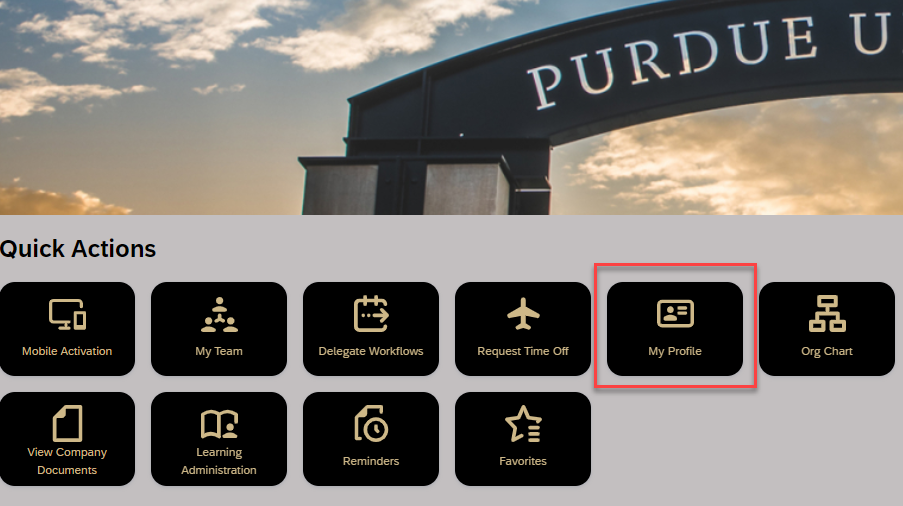 PURDUE U
Quick Actions
Mobile Activation
My Team
Delegate Workflows
Request Time Off
My Profile
Org Chart
View Company
Documents
Learning
Administration
Reminders
Favorites